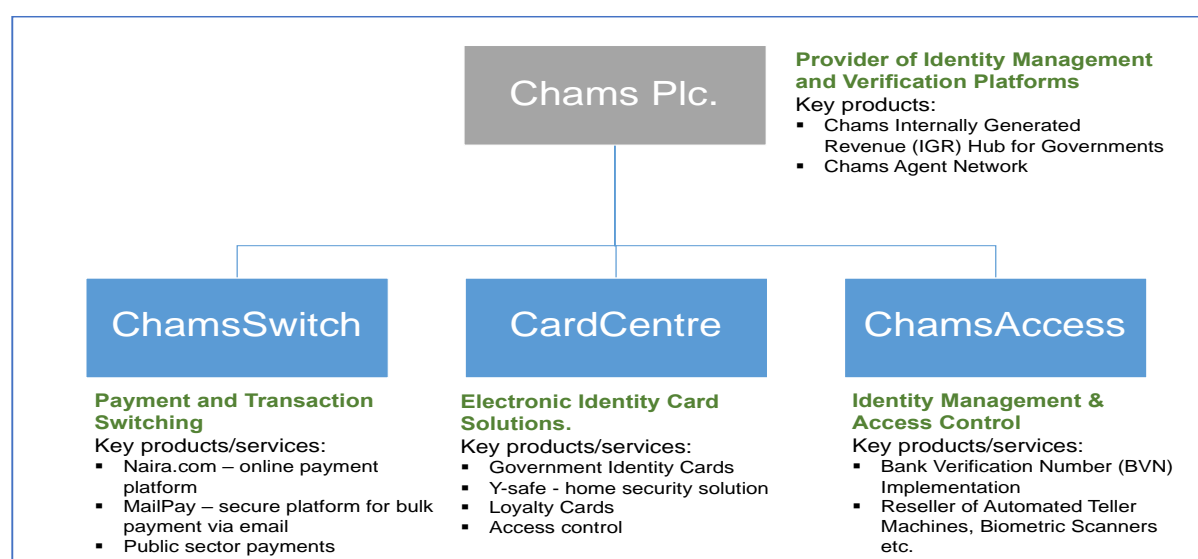 Chams Plc.
Provider of Identity Management
and Verification Platforms
Key products:
▪ Chams Internally Generated
Revenue (IGR) Hub for Governments
▪ Chams Agent Network
ChamsSwitch
Payment and Transaction
Switching
Key products/services:
▪ Naira.com – online payment
platform
▪ MailPay – secure platform for bulk
payment via email
▪ Public sector payments
CardCentre
Electronic Identity Card
Solutions.
Key products/services:
▪ Government Identity Cards
▪ Y-safe - home security solution
▪ Loyalty Cards
▪ Access control
ChamsAccess
Identity Management &
Access Control
Key products/services:
▪ Bank Verification Number (BVN)
Implementation
▪ Reseller of Automated Teller
Machines, Biometric Scanners
etc.